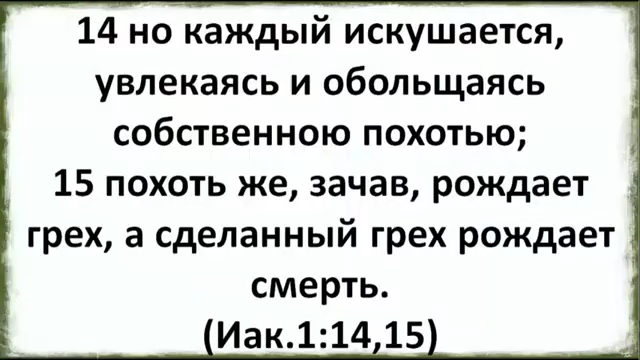 14 но каждый искушается,
увлекаясь и обольщаясь
собственною похотью;
15 похоть же, зачав, рождает
грех, а сделанный грех рождает
смерть.
(Иак.1:14,15)